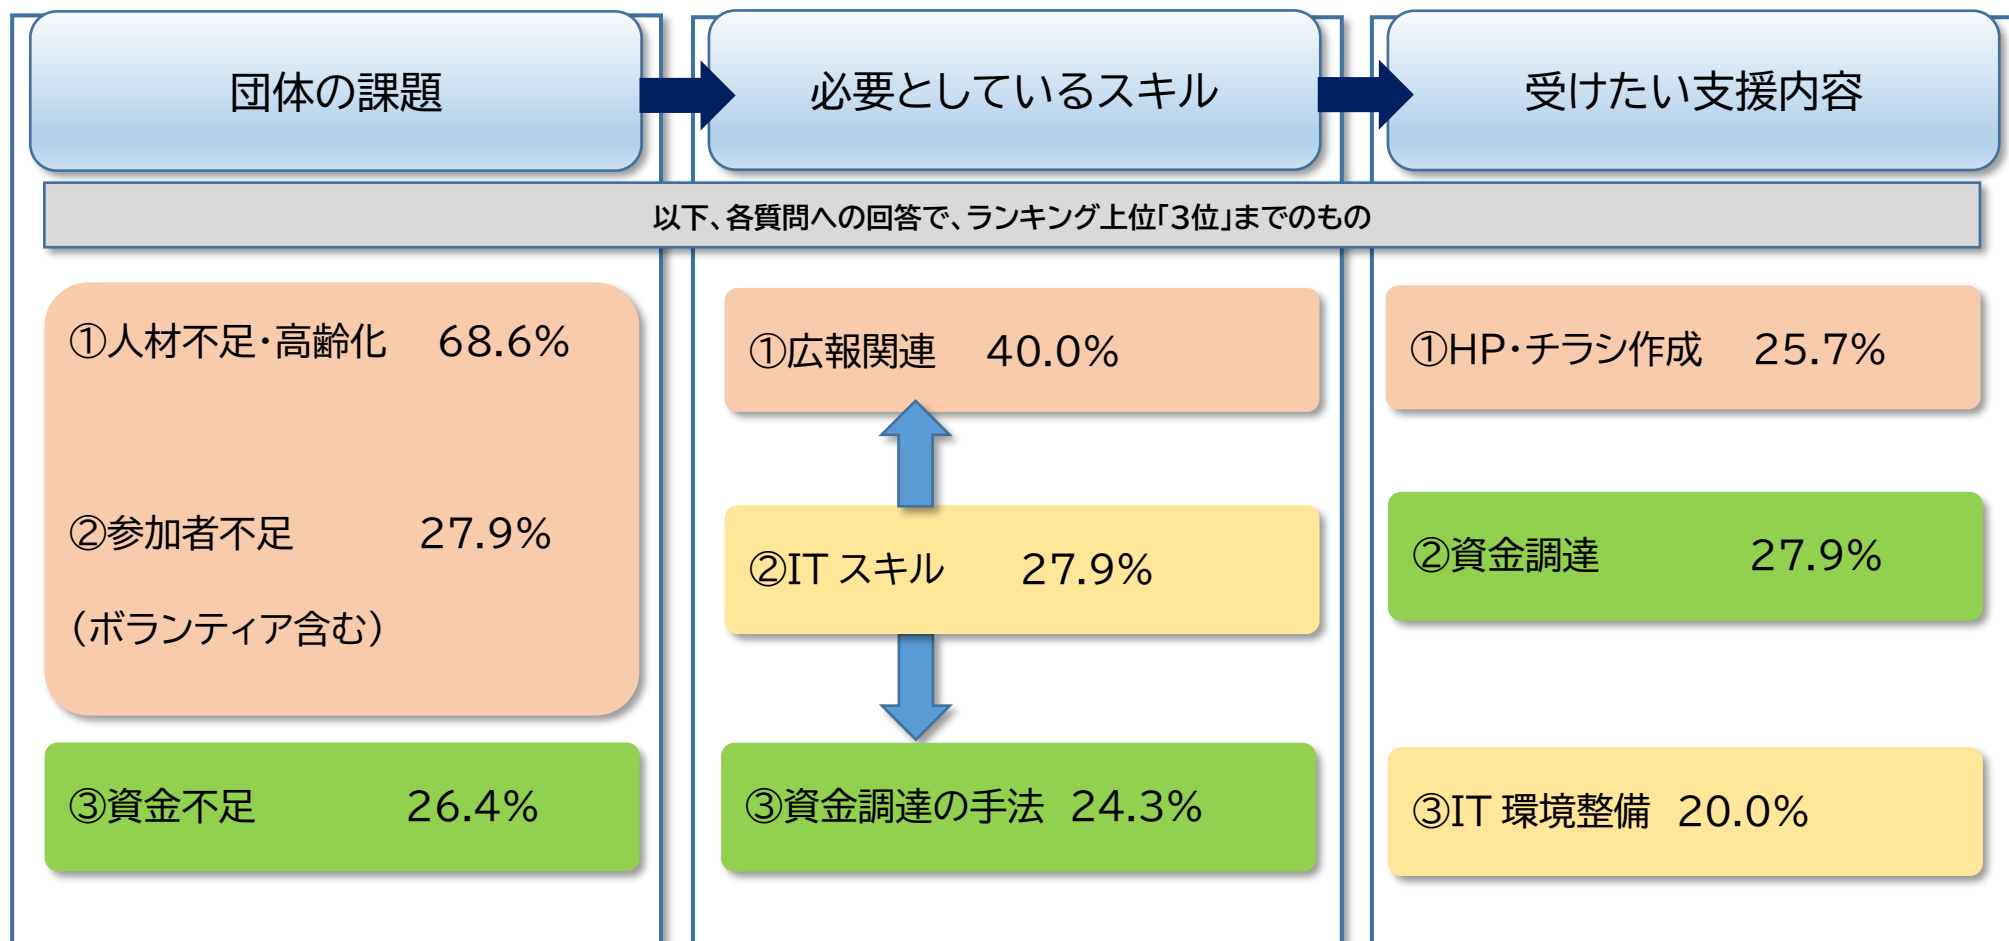 団体の課題
必要としているスキル
受けたい支援内容
以下、各質問への回答で、ランキング上位「3位」までのもの
①人材不足・高齢化 68.6%
②参加者不足 27.9%
(ボランティア含む)
③資金不足 26.4%
①広報関連 40.0%
②IT スキル 27.9%
③資金調達の手法 24.3%
①HP・チラシ作成 25.7%
②資金調達 27.9%
③IT 環境整備 20.0%